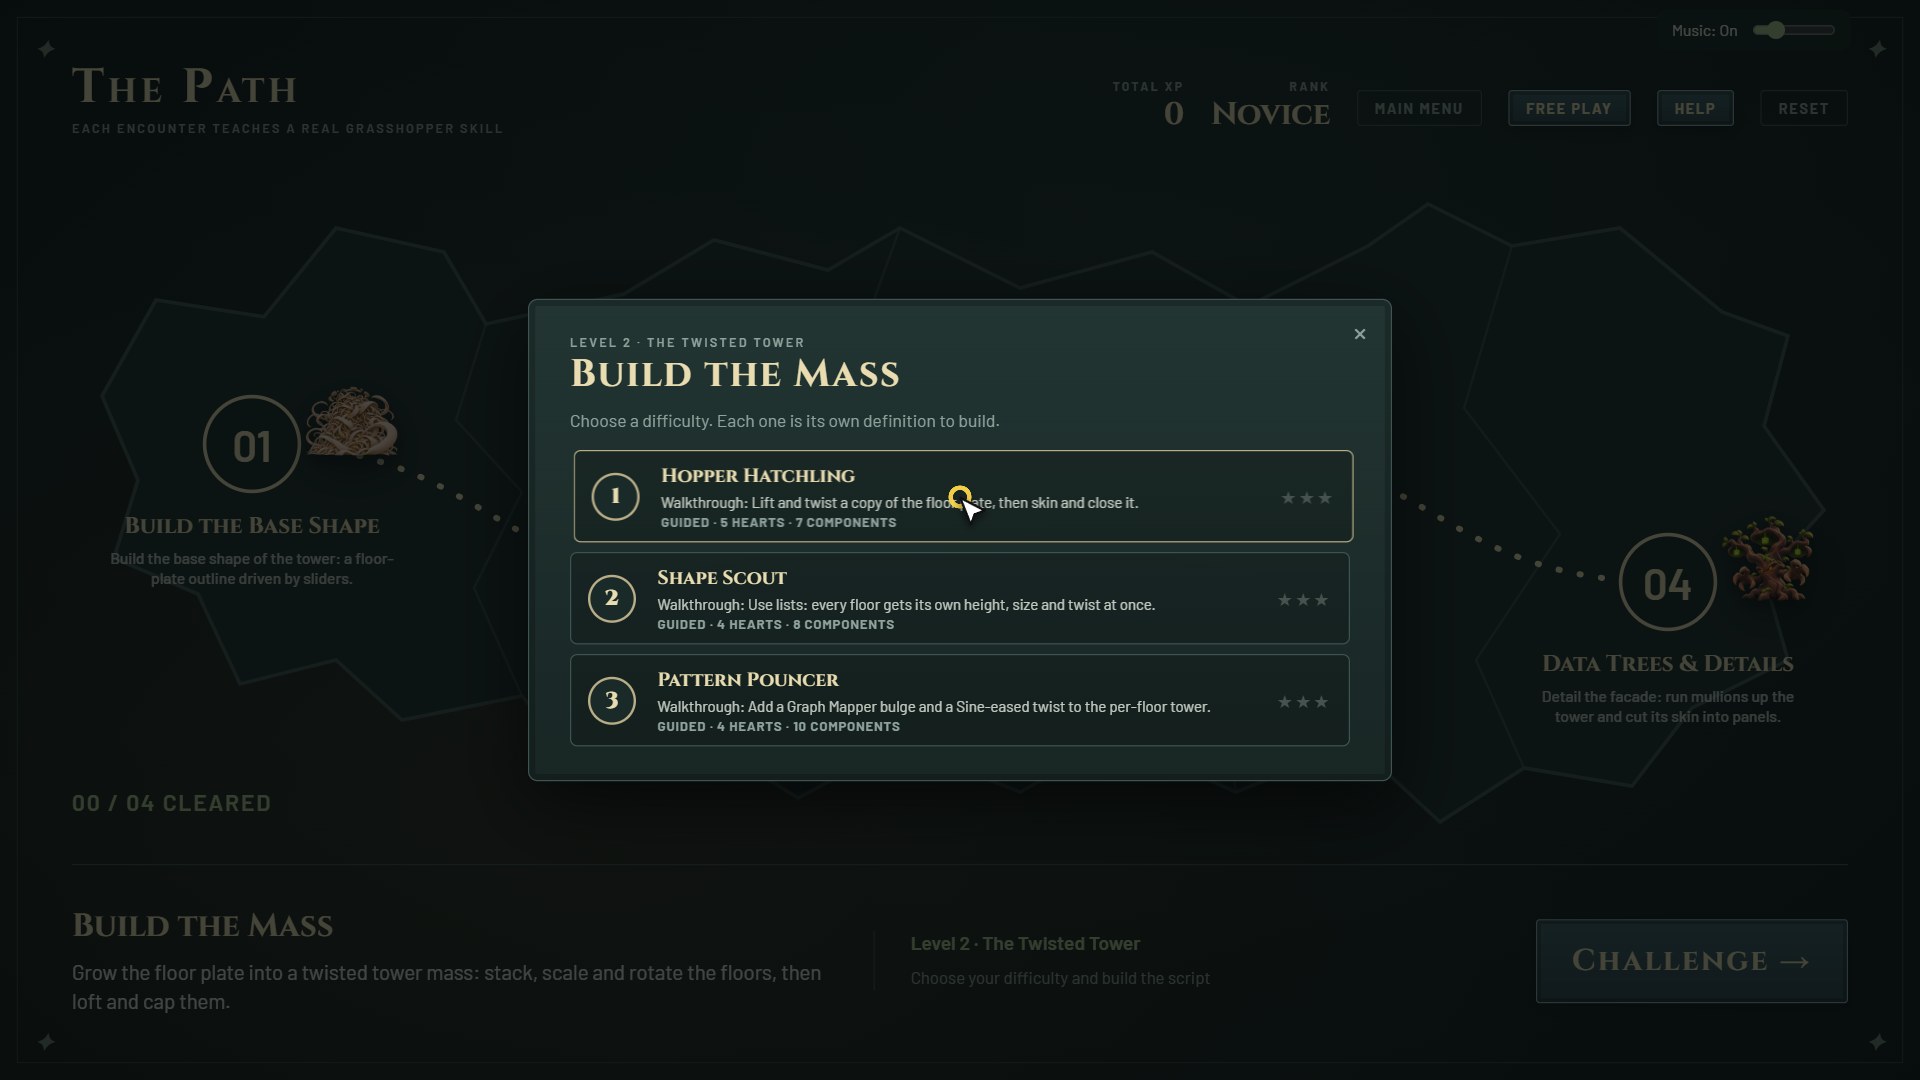 Music: On
The Path
EACH ENCOUNTER TEACHES A REAL GRASSHOPPER SKILL
TOTAL XP
0
RANK
Novice
MAIN MENU
FREE PLAY
HELP
RESET
LEVEL 2 · THE TWISTED TOWER
Build the Mass
×
Choose a difficulty. Each one is its own definition to build.
1
Hopper Hatchling
Walkthrough: Lift and twist a copy of the then skin and close it.
GUIDED · 5 HEARTS · 7 COMPONENTS
★★★
2
Shape Scout
Walkthrough: Use lists: every floor gets its own height, size and twist at once.
GUIDED · 4 HEARTS · 8 COMPONENTS
★★★
3
Pattern Pouncer
Walkthrough: Add a Graph Mapper bulge and a Sine-eased twist to the per-floor tower.
GUIDED · 4 HEARTS · 10 COMPONENTS
★★★
01
Build the Base Shape
Build the base shape of the tower: a floor-
plate outline driven by sliders.
04
Data Trees & Details
Detail the facade: run mullions up the
tower and cut its skin into panels.
00 / 04 CLEARED
Build the Mass
Grow the floor plate into a twisted tower mass: stack, scale and rotate the floors, then
loft and cap them.
Level 2 · The Twisted Tower
Choose your difficulty and build the script
Challenge →